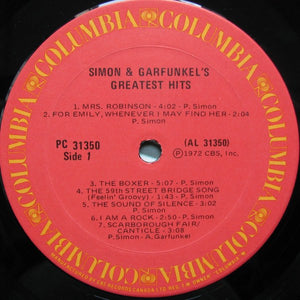 COLUMBIA COLUMBIA COLUMBIA COLUMBIA COLUMBIA COLUMBIA
SIMON & GARFUNKEL'S
GREATEST HITS
1. MRS. ROBINSON - 4:02 - P. Simon
2. FOR EMILY, WHENEVER I MAY FIND HER - 2:04
P. Simon
PC 31350
Side 1
(AL 31350)
℗ 1972 CBS, Inc.
3. THE BOXER - 5:07 - P. Simon
4. THE 59th STREET BRIDGE SONG
(Feelin' Groovy) - 1:43 - P. Simon
5. THE SOUND OF SILENCE - 3:05
P. Simon
6. I AM A ROCK - 2:50 - P. Simon
7. SCARBOROUGH FAIR/
CANTICLE - 3:08
P. Simon - A.Garfunkel